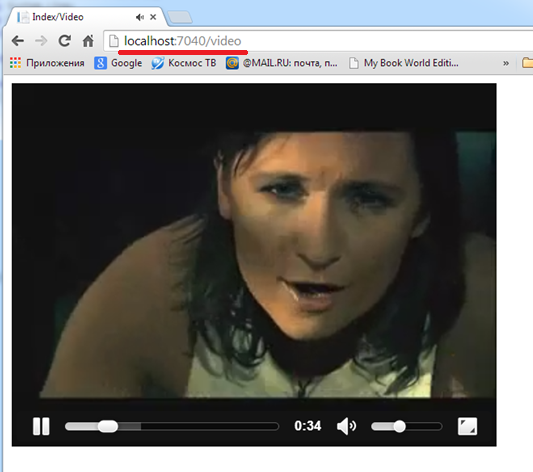 Index/Video
localhost:7040/video
Приложения Google Космос ТВ @MAIL.RU: почта, п... My Book World Editi... »
0:34